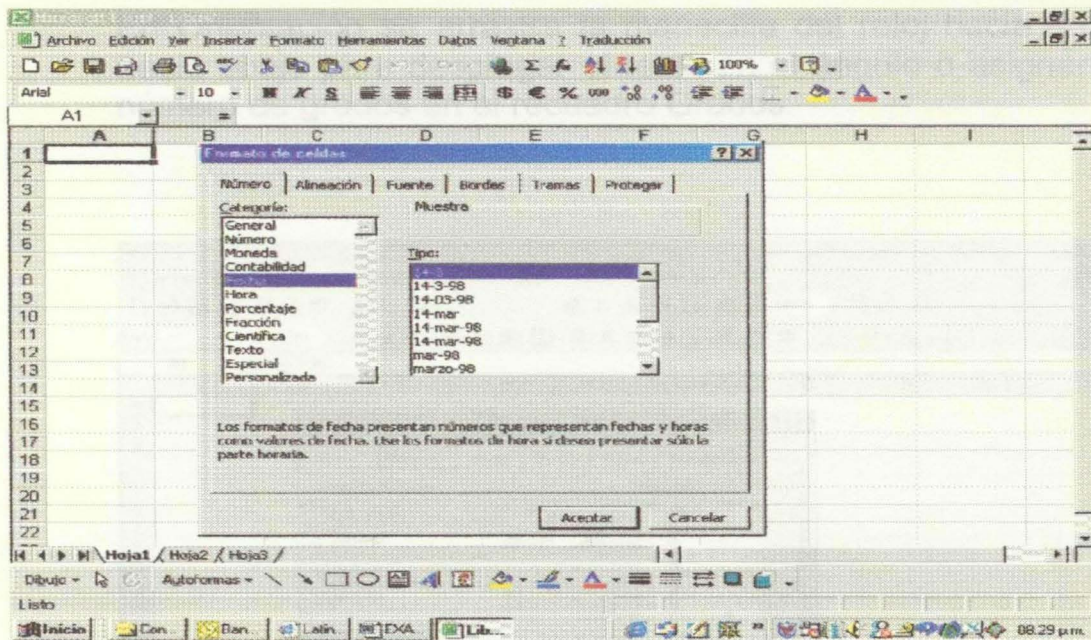 Archivo Edición Ver Insertar Formato Herramientas Datos Ventana ? Traducción
100%
Arial 10 N K S $ € % 000
A1 =
A B C D E F G H I
Formato de celdas
Número Alineación Fuente Bordes Tramas Proteger
Categoría: Muestra
General
Número
Moneda
Contabilidad
Fecha
Hora
Porcentaje
Fracción
Científica
Texto
Especial
Personalizada
Tipo:
14-3
14-3-98
14-03-98
14-mar
14-mar-98
14-mar-98
mar-98
marzo-98
Los formatos de fecha presentan números que representan fechas y horas
como valores de fecha. Use los formatos de hora si desea presentar sólo la
parte horaria.
Aceptar Cancelar
1
2
3
4
5
6
7
8
9
10
11
12
13
14
15
16
17
18
19
20
21
22
Hoja1 Hoja2 Hoja3
Dibujo Autoformas
Listo
Inicio Con... Ban... Latin... EXA... Lib... 08:29 p.m.